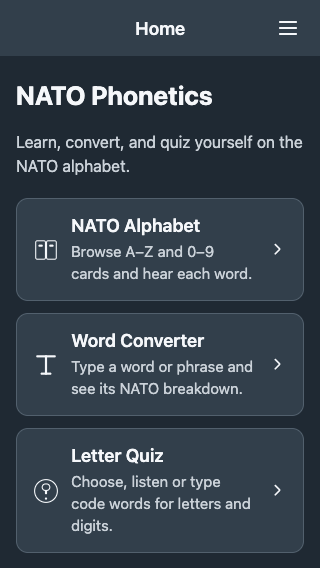 Home
NATO Phonetics
Learn, convert, and quiz yourself on the
NATO alphabet.
NATO Alphabet
Browse A–Z and 0–9
cards and hear each word.
Word Converter
Type a word or phrase and
see its NATO breakdown.
Letter Quiz
Choose, listen or type
code words for letters and
digits.